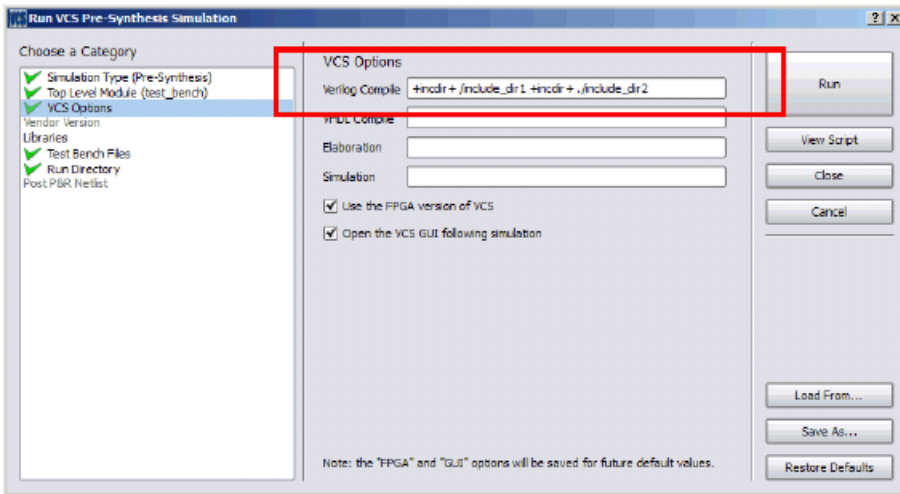 VCS Run VCS Pre-Synthesis Simulation
Choose a Category
Simulation Type (Pre-Synthesis)
Top Level Module (test_bench)
VCS Options
Vendor Version
Libraries
Test Bench Files
Run Directory
Post P&R Netlist
VCS Options
Verilog Compile +incdir+ /include_dir1 +incdir+ ./include_dir2
VHDL Compile
Elaboration
Simulation
Use the FPGA version of VCS
Open the VCS GUI following simulation
Note: the "FPGA" and "GUI" options will be saved for future default values.
Run
View Script
Close
Cancel
Load From...
Save As...
Restore Defaults